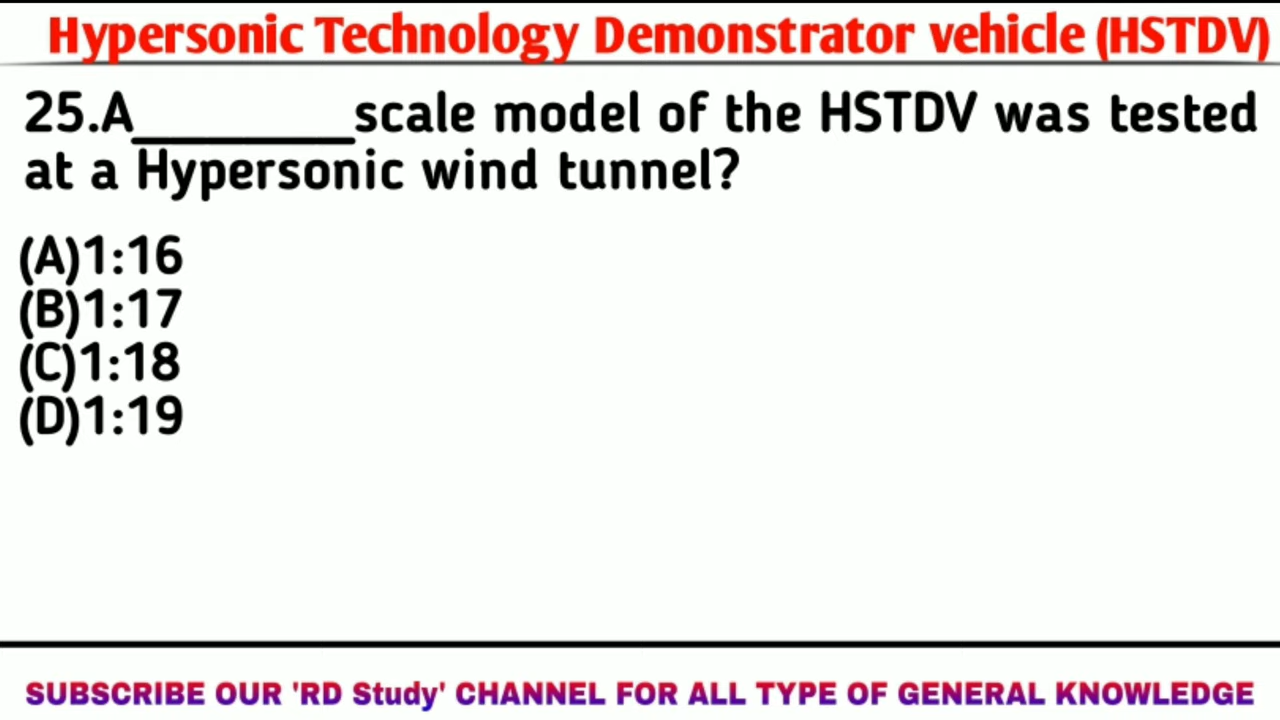 Hypersonic Technology Demonstrator vehicle (HSTDV)
25.A________scale model of the HSTDV was tested
at a Hypersonic wind tunnel?
(A)1:16
(B)1:17
(C)1:18
(D)1:19
SUBSCRIBE OUR 'RD Study' CHANNEL FOR ALL TYPE OF GENERAL KNOWLEDGE